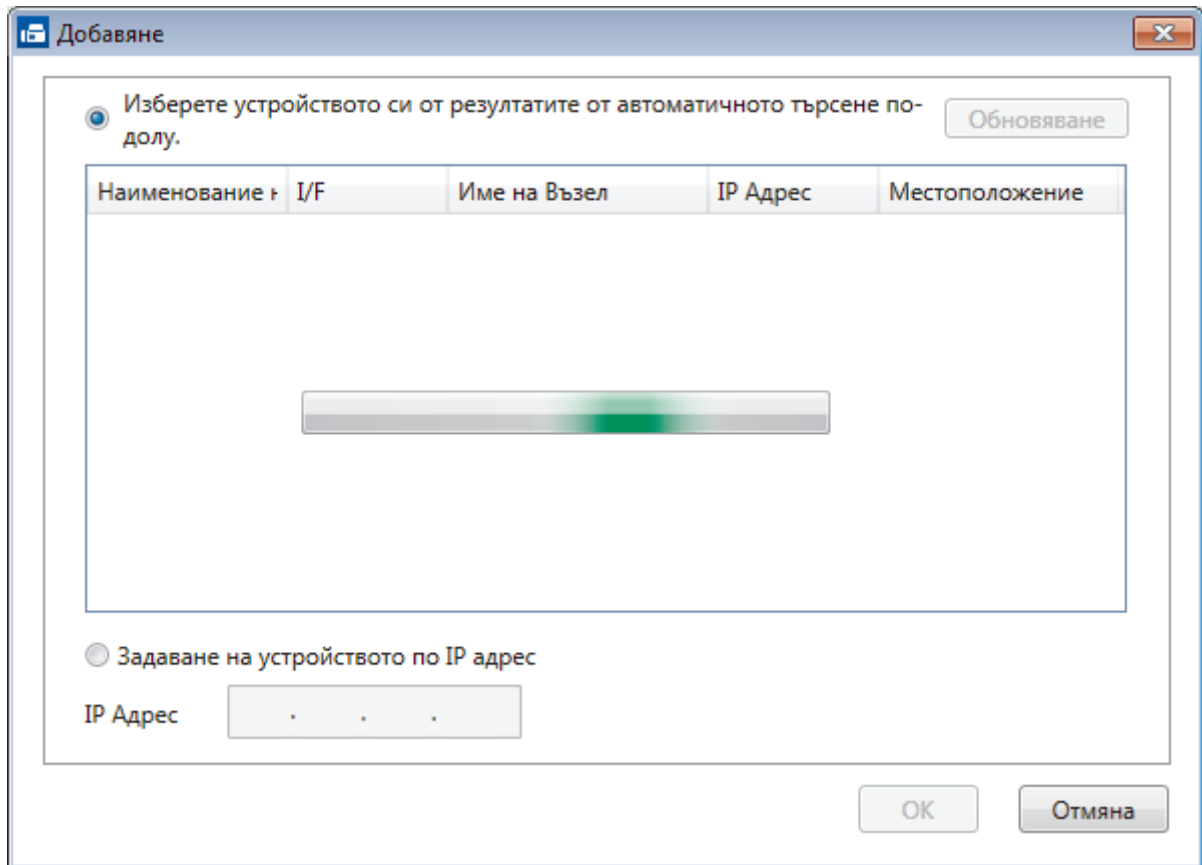 Добавяне
Изберете устройството си от резултатите от автоматичното търсене по-
долу.
Обновяване
Наименование н I/F Име на Възел IP Адрес Местоположение
Задаване на устройството по IP адрес
IP Адрес . . .
OK Отмяна